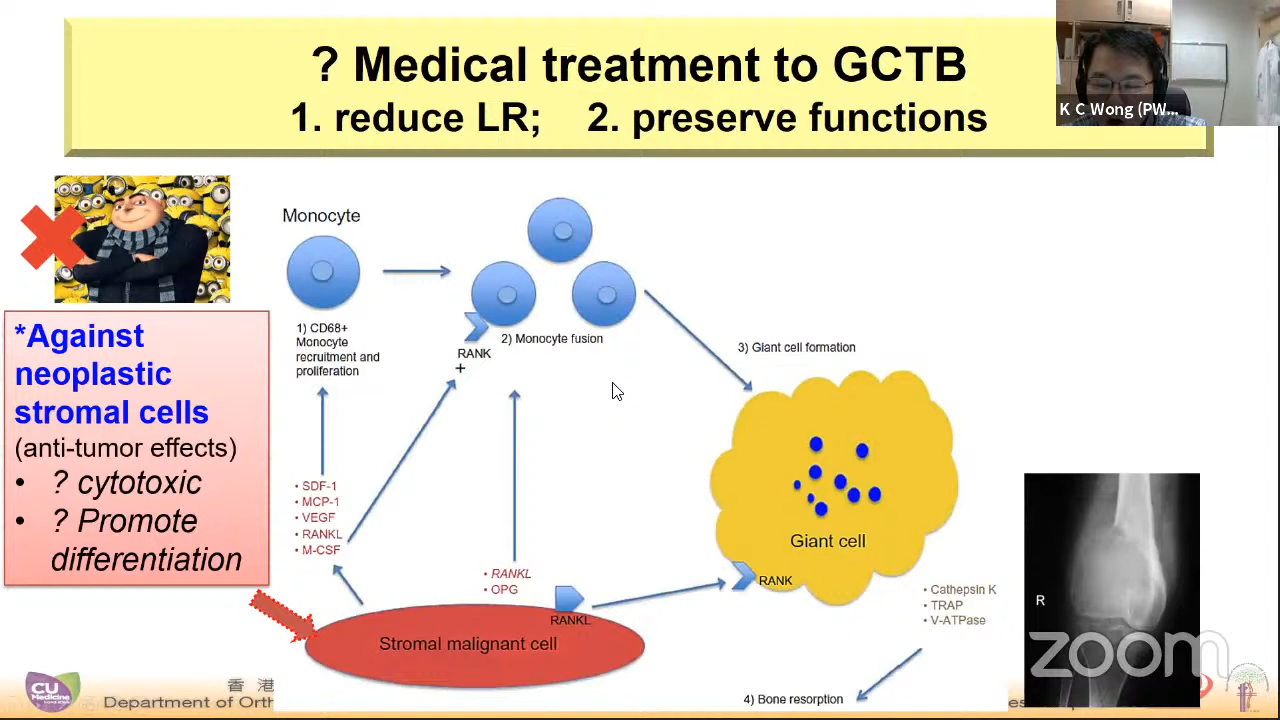 ? Medical treatment to GCTB
1. reduce LR; 2. preserve functions
K C Wong (PW...
Monocyte
1) CD68+
Monocyte
recruitment and
proliferation
RANK
+
2) Monocyte fusion
3) Giant cell formation
*Against
neoplastic
stromal cells
(anti-tumor effects)
• ? cytotoxic
• ? Promote
differentiation
• SDF-1
• MCP-1
• VEGF
• RANKL
• M-CSF
• RANKL
• OPG
RANKL
Stromal malignant cell
Giant cell
RANK
• Cathepsin K
• TRAP
• V-ATPase
4) Bone resorption
R
zoom
CU
Medicine
香 港
Department of Orth